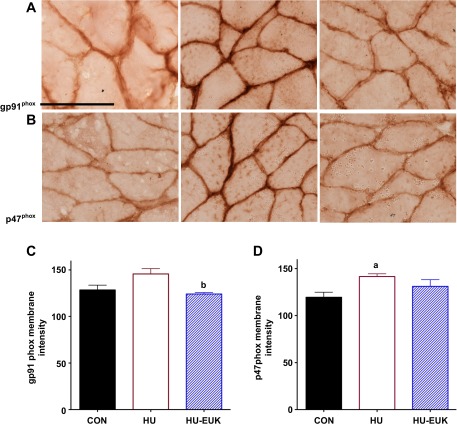 A
gp91phox
B
p47phox
C
gp91 phox membrane
intensity
150
100
50
0
CON
HU
HU-EUK
b
D
p47phox membrane
intensity
150
100
50
0
CON
HU
HU-EUK
a